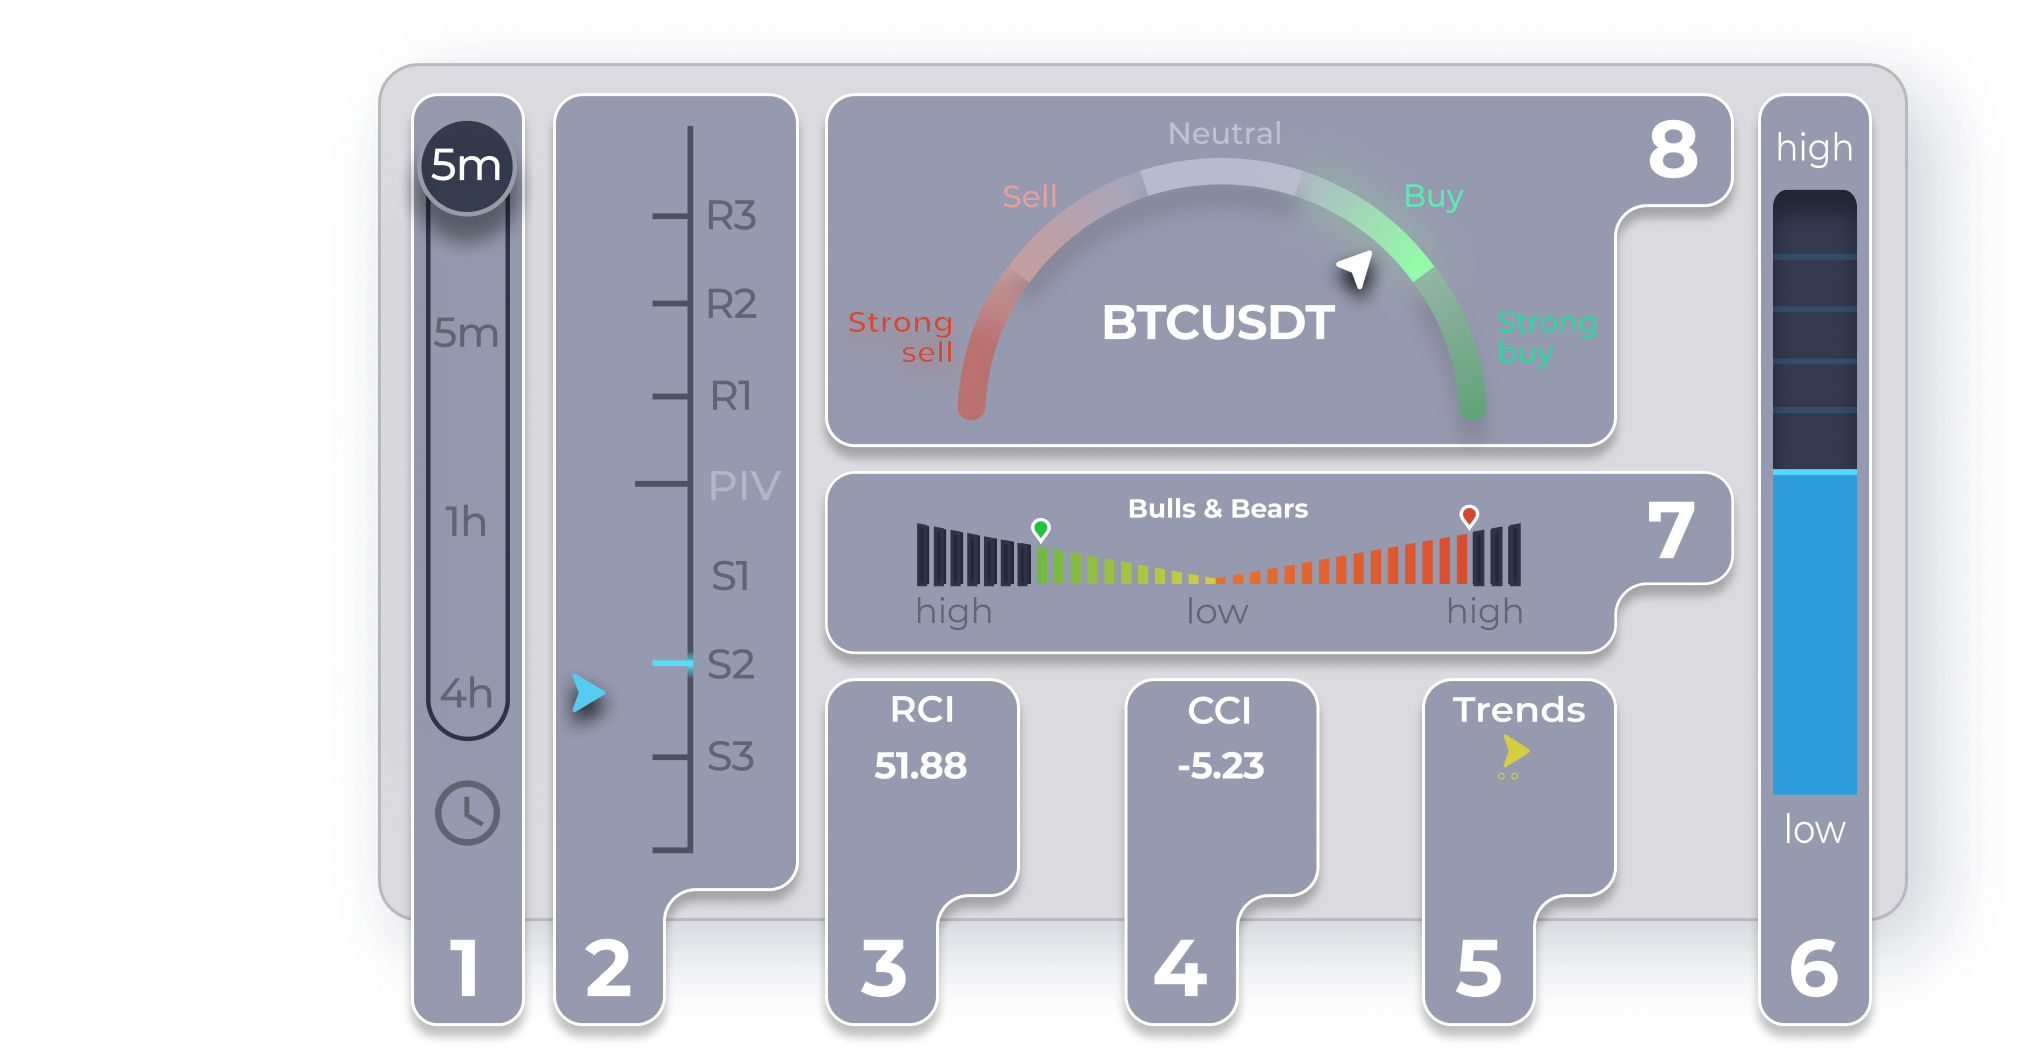 5m
5m
1h
4h
1
R3
R2
R1
PIV
S1
S2
S3
2
Neutral
Sell
Buy
Strong
sell
Strong
buy
BTCUSDT
8
Bulls & Bears
high
low
high
7
RCI
51.88
3
CCI
-5.23
4
Trends
5
high
low
6